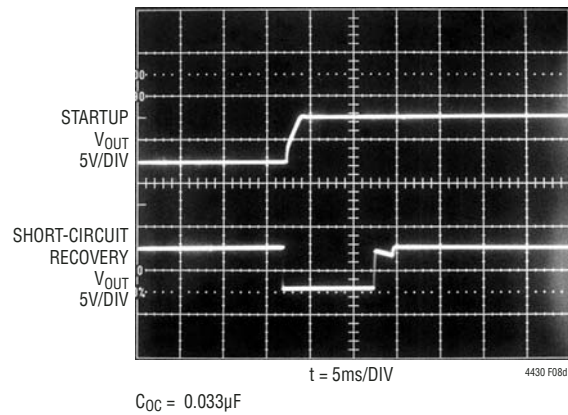 STARTUP
VOUT
5V/DIV
SHORT-CIRCUIT
RECOVERY
VOUT
5V/DIV
t = 5ms/DIV
4430 F08d
COC = 0.033µF